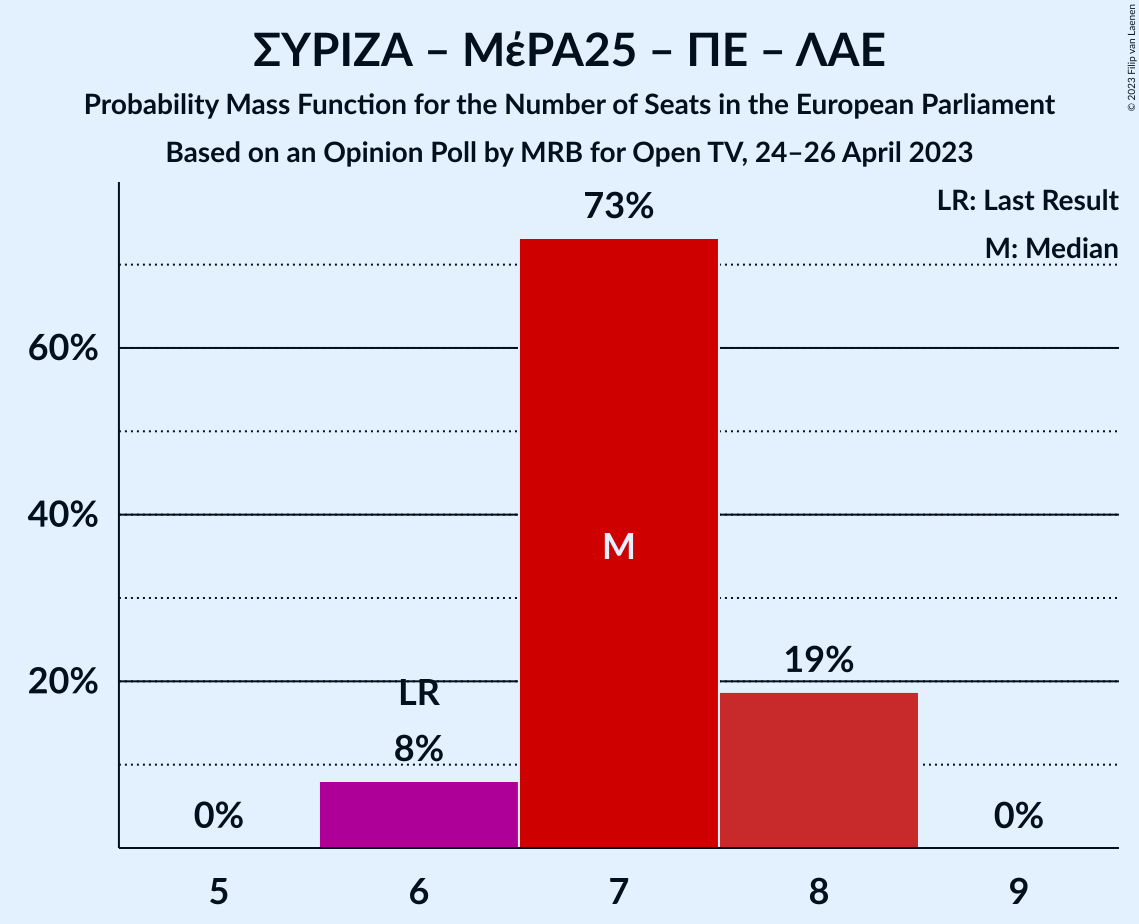 ΣΥΡΙΖΑ – ΜέΡΑ25 – ΠΕ – ΛΑΕ
Probability Mass Function for the Number of Seats in the European Parliament
Based on an Opinion Poll by MRB for Open TV, 24–26 April 2023
© 2023 Filip van Laenen
LR: Last Result
M: Median
73%
60%
40%
M
20%
19%
LR
8%
0%
0%
5
6
7
8
9